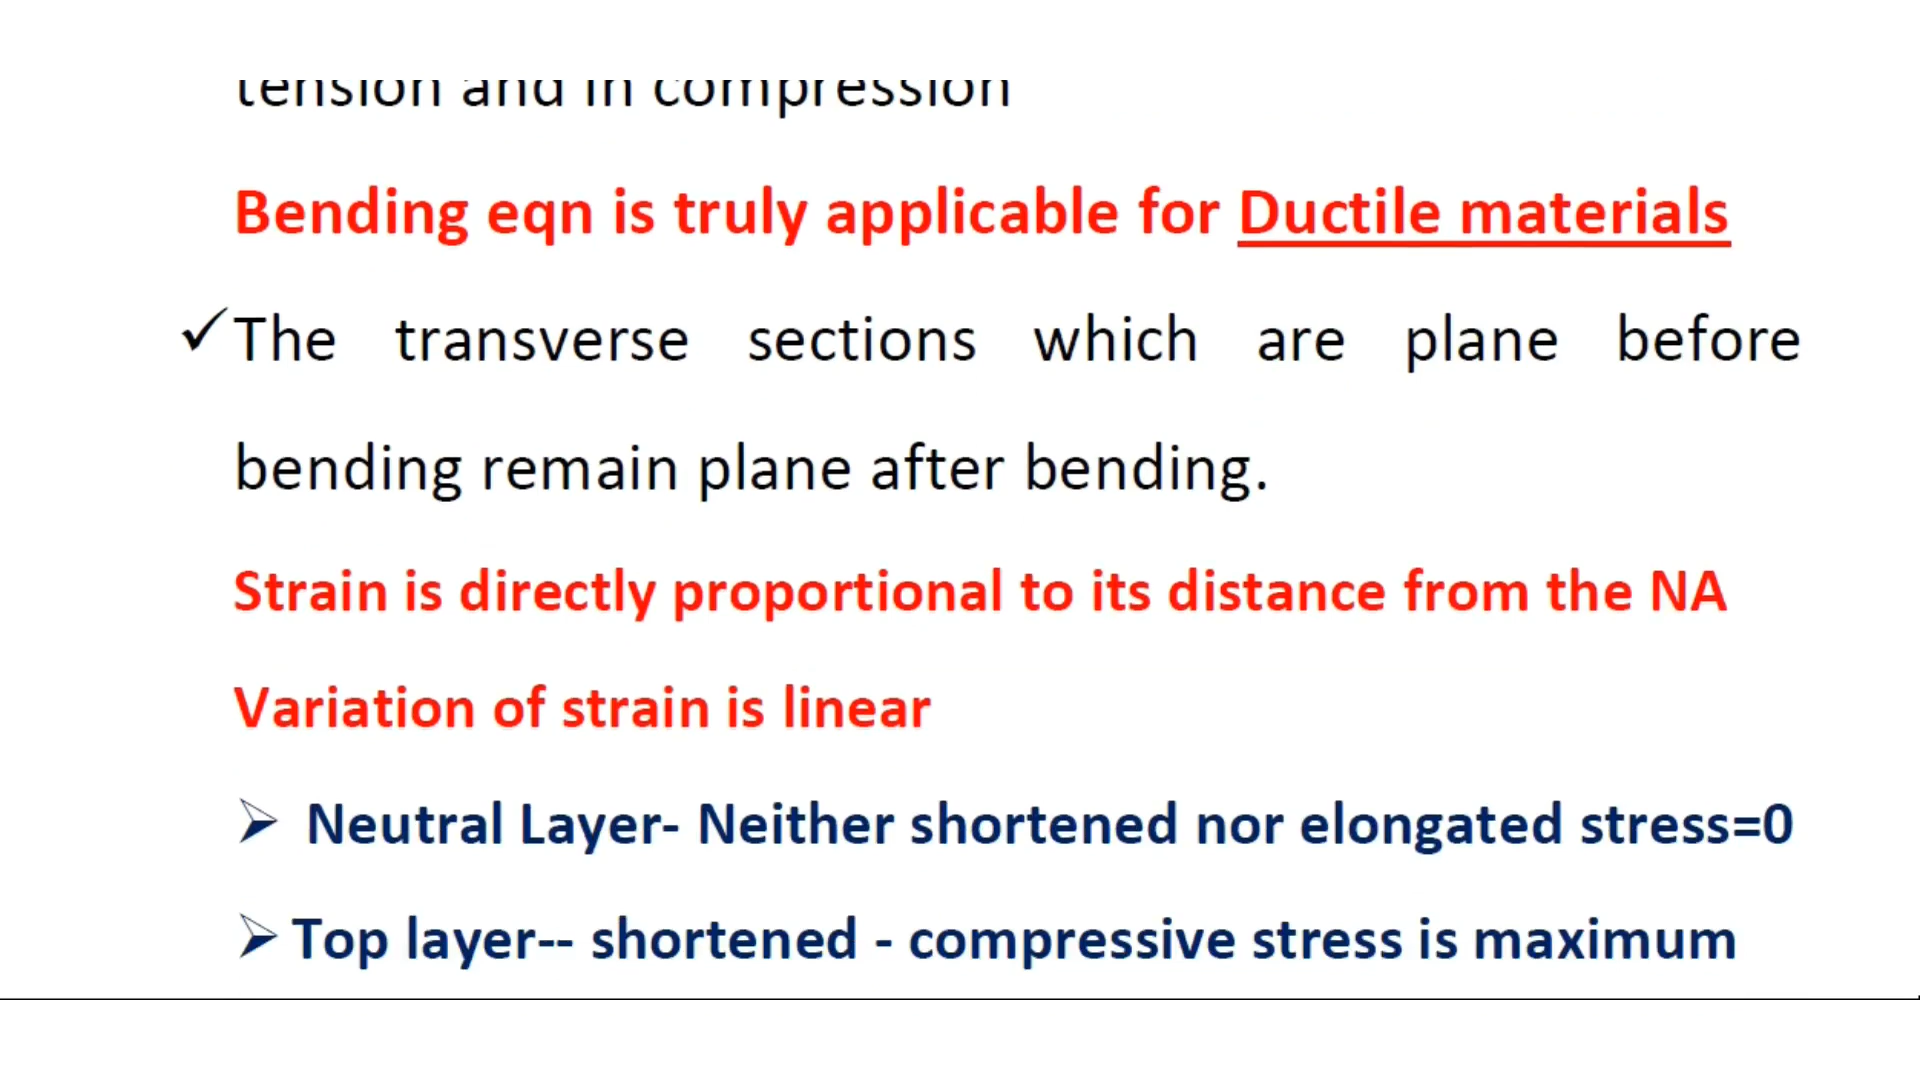 tension and in compression
Bending eqn is truly applicable for Ductile materials
✓The transverse sections which are plane before
bending remain plane after bending.
Strain is directly proportional to its distance from the NA
Variation of strain is linear
➢ Neutral Layer- Neither shortened nor elongated stress=0
➢ Top layer-- shortened - compressive stress is maximum